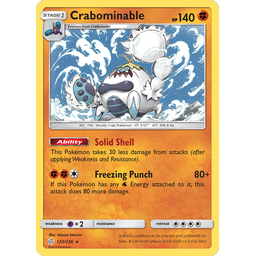 STAGE 1 Crabominable HP140
Evolves from Crabrawler
NO. 740 Woolly Crab Pokémon HT: 5'07" WT: 396.8 lbs.
Ability Solid Shell
This Pokémon takes 30 less damage from attacks (after
applying Weakness and Resistance).
Freezing Punch 80+
If this Pokémon has any Energy attached to it, this
attack does 80 more damage.
weakness ×2 resistance retreat
122/236